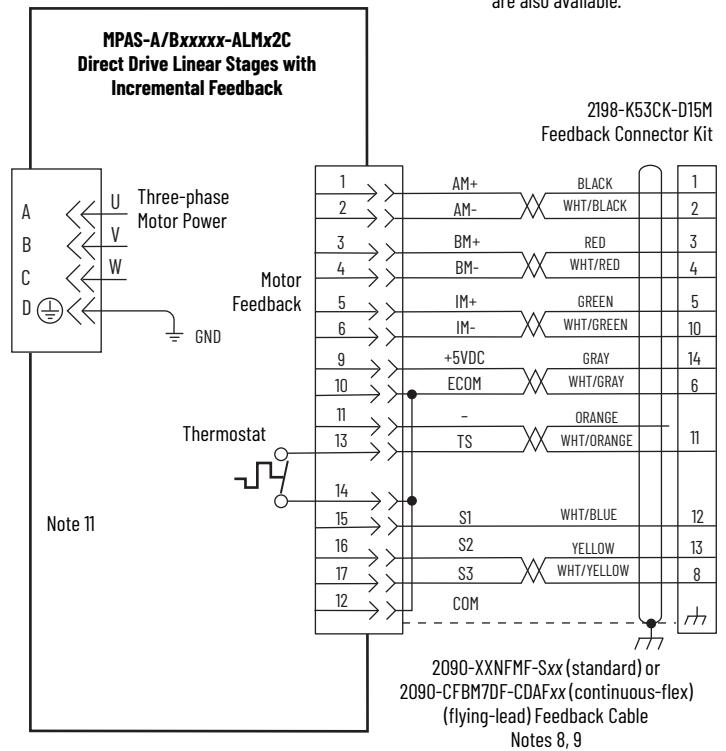 are also available.
MPAS-A/Bxxxxx-ALMx2C
Direct Drive Linear Stages with
Incremental Feedback
2198-K53CK-D15M
Feedback Connector Kit
A U Three-phase
B V Motor Power
C W
D
GND
Motor
Feedback
1 AM+ BLACK 1
2 AM- WHT/BLACK 2
3 BM+ RED 3
4 BM- WHT/RED 4
5 IM+ GREEN 5
6 IM- WHT/GREEN 10
9 +5VDC GRAY 14
10 ECOM WHT/GRAY 6
11 - ORANGE
13 TS WHT/ORANGE 11
Thermostat
14
15 S1 WHT/BLUE 12
16 S2 YELLOW 13
17 S3 WHT/YELLOW 8
12 COM
Note 11
2090-XXNFMF-Sxx (standard) or
2090-CFBM7DF-CDAFxx (continuous-flex)
(flying-lead) Feedback Cable
Notes 8, 9